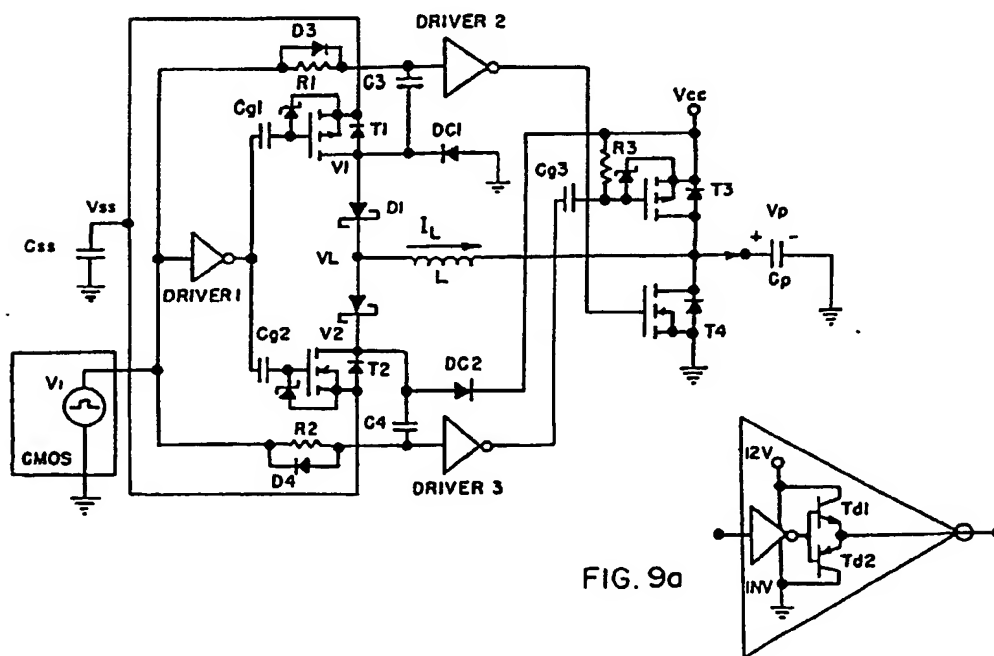 DRIVER 2
D3
R1
C3
Vcc
Cg1
T1
DC1
R3
V1
Cg3
T3
D1
Vss
IL
Vp
Css
VL
L
+ -
Cp
DRIVER 1
V2
T4
Cg2
T2
DC2
V1
R2
C4
CMOS
D4
DRIVER 3
12V
Td1
Td2
INV
FIG. 9a